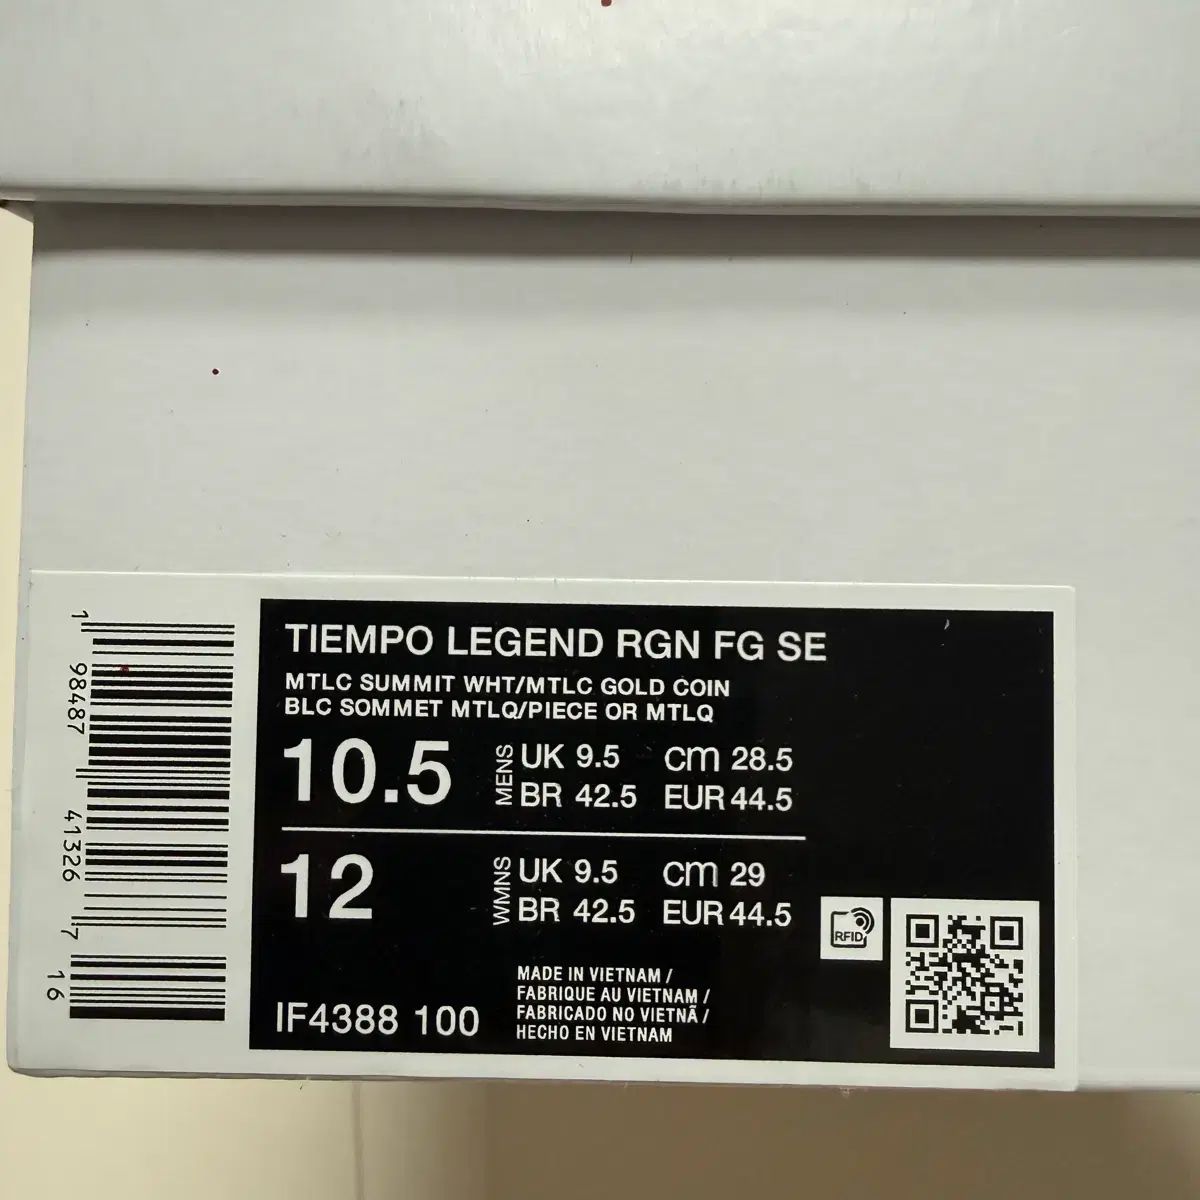 TIEMPO LEGEND RGN FG SE
MTLC SUMMIT WHT/MTLC GOLD COIN
BLC SOMMET MTLQ/PIECE OR MTLQ
10.5 MENS UK 9.5 cm 28.5
BR 42.5 EUR 44.5
12 WMNS UK 9.5 cm 29
BR 42.5 EUR 44.5
RFID
MADE IN VIETNAM /
FABRIQUE AU VIETNAM /
FABRICADO NO VIETNÃ /
HECHO EN VIETNAM
IF4388 100
1 98487 41326 7 16